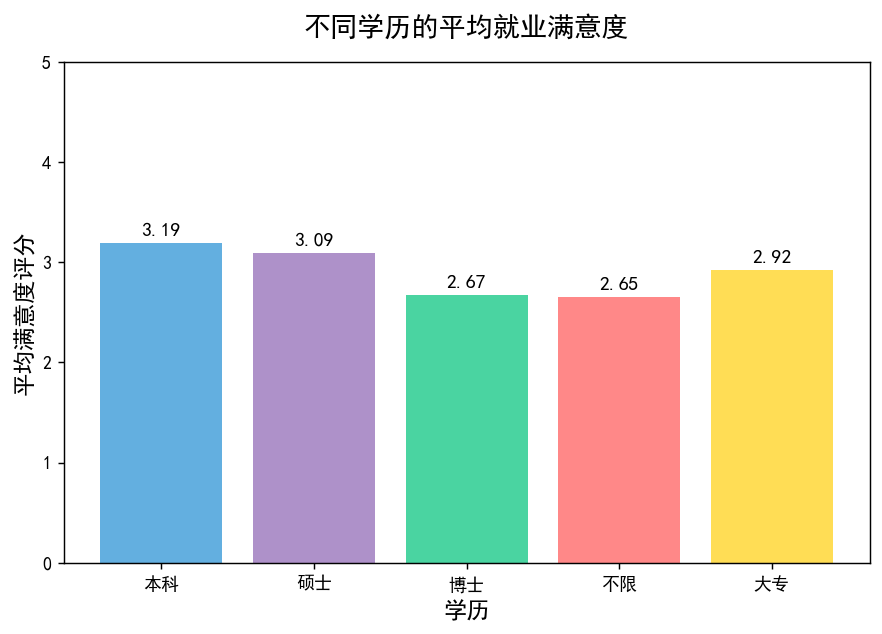 不同学历的平均就业满意度
平均满意度评分
5
4
3
2
1
0
3.19
3.09
2.67
2.65
2.92
本科
硕士
博士
不限
大专
学历